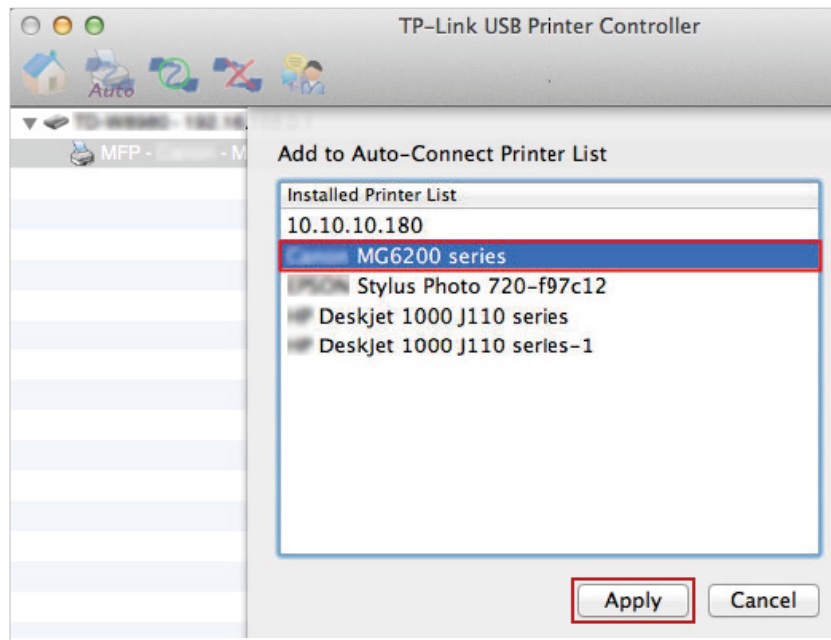 TP-Link USB Printer Controller
Auto
MFP - - M
Add to Auto-Connect Printer List
Installed Printer List
10.10.10.180
MG6200 series
Stylus Photo 720-f97c12
Deskjet 1000 J110 series
Deskjet 1000 J110 series-1
Apply
Cancel